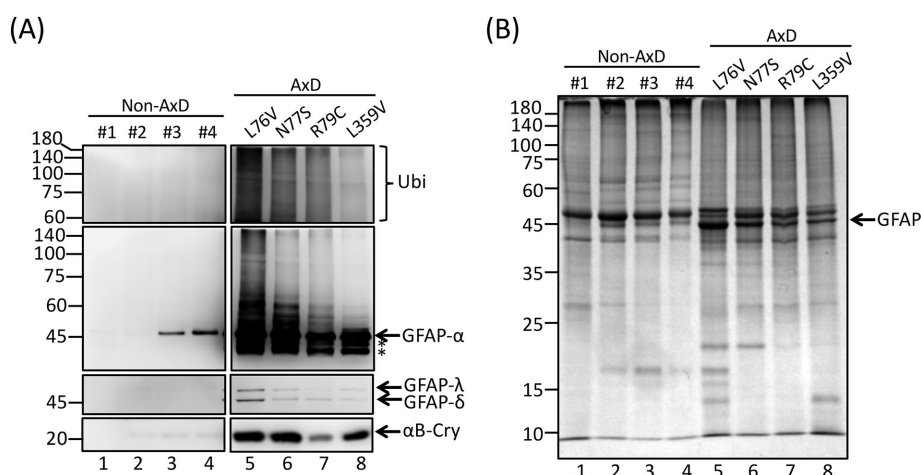 (A)
Non-AxD
AxD
#1 #2 #3 #4
L76V N77S R79C L359V
180
140
100
75
60
Ubi
140
100
75
60
45
GFAP-α
*
*
GFAP-λ
45
GFAP-δ
20
αB-Cry
1 2 3 4 5 6 7 8
(B)
Non-AxD
AxD
#1 #2 #3 #4
L76V N77S R79C L359V
180
140
100
75
60
45
GFAP
35
25
15
10
1 2 3 4 5 6 7 8